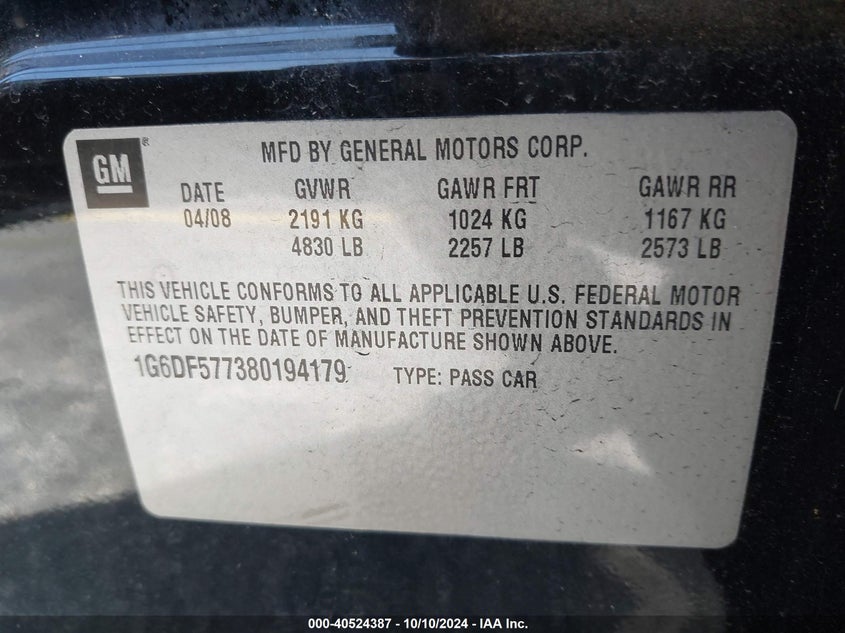 GM ®
MFD BY GENERAL MOTORS CORP.
DATE GVWR GAWR FRT GAWR RR
04/08 2191 KG 1024 KG 1167 KG
4830 LB 2257 LB 2573 LB
THIS VEHICLE CONFORMS TO ALL APPLICABLE U.S. FEDERAL MOTOR
VEHICLE SAFETY, BUMPER, AND THEFT PREVENTION STANDARDS IN
EFFECT ON THE DATE OF MANUFACTURE SHOWN ABOVE.
1G6DF577380194179 TYPE: PASS CAR
000-40524387 - 10/10/2024 - IAA Inc.